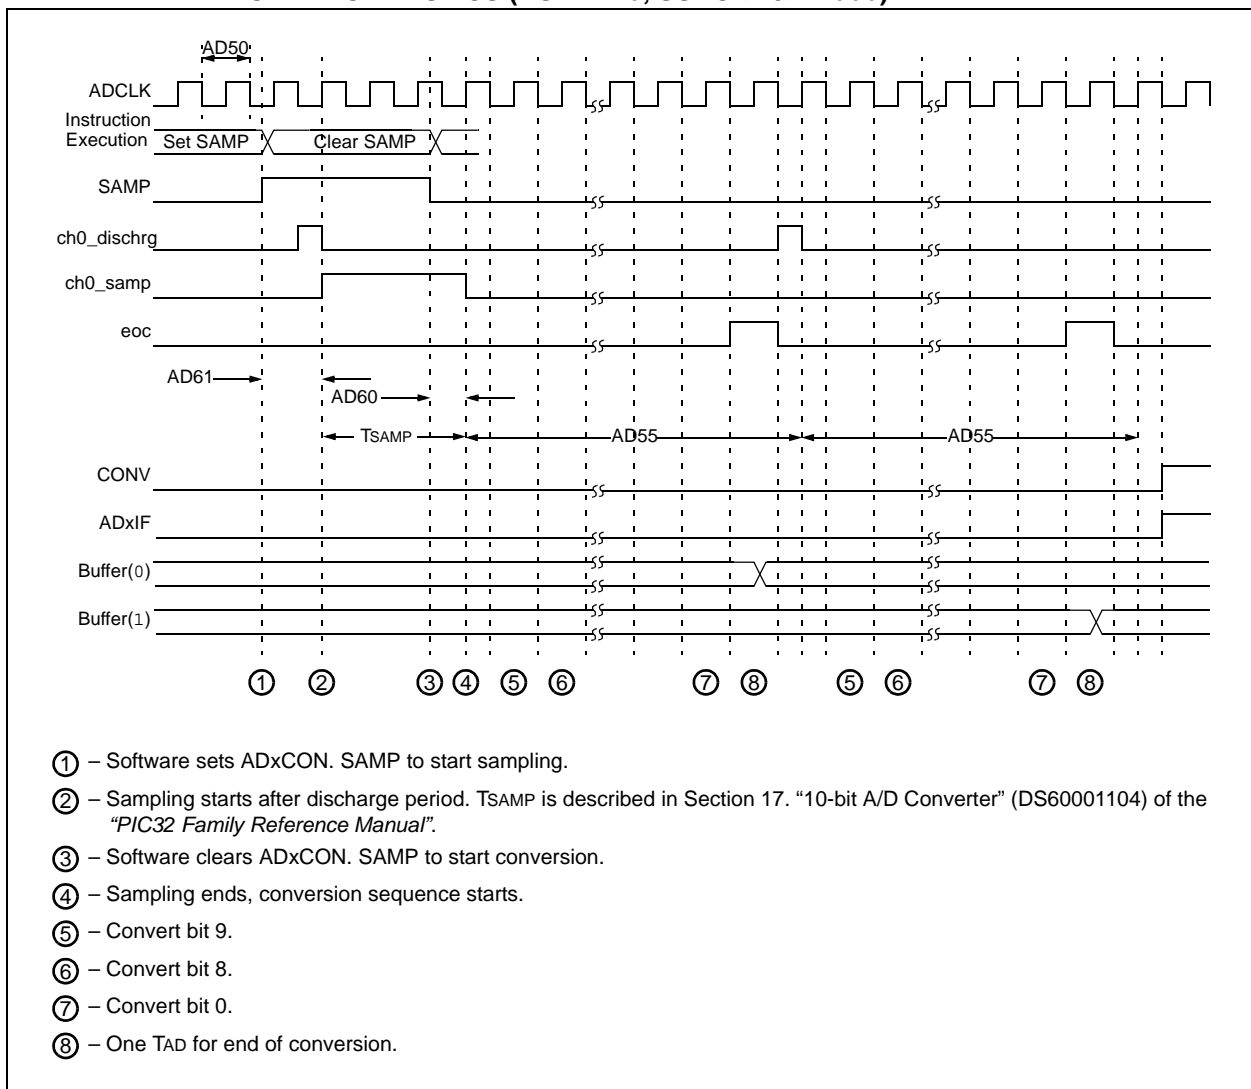 AD50
ADCLK
Instruction
Execution Set SAMP Clear SAMP
SAMP
ch0_dischrg
ch0_samp
eoc
AD61
AD60
TSAMP AD55 AD55
CONV
ADxIF
Buffer(0)
Buffer(1)
1 2 3 4 5 6 7 8 5 6 7 8
1 – Software sets ADxCON. SAMP to start sampling.
2 – Sampling starts after discharge period. TSAMP is described in Section 17. “10-bit A/D Converter” (DS60001104) of the
“PIC32 Family Reference Manual”.
3 – Software clears ADxCON. SAMP to start conversion.
4 – Sampling ends, conversion sequence starts.
5 – Convert bit 9.
6 – Convert bit 8.
7 – Convert bit 0.
8 – One TAD for end of conversion.